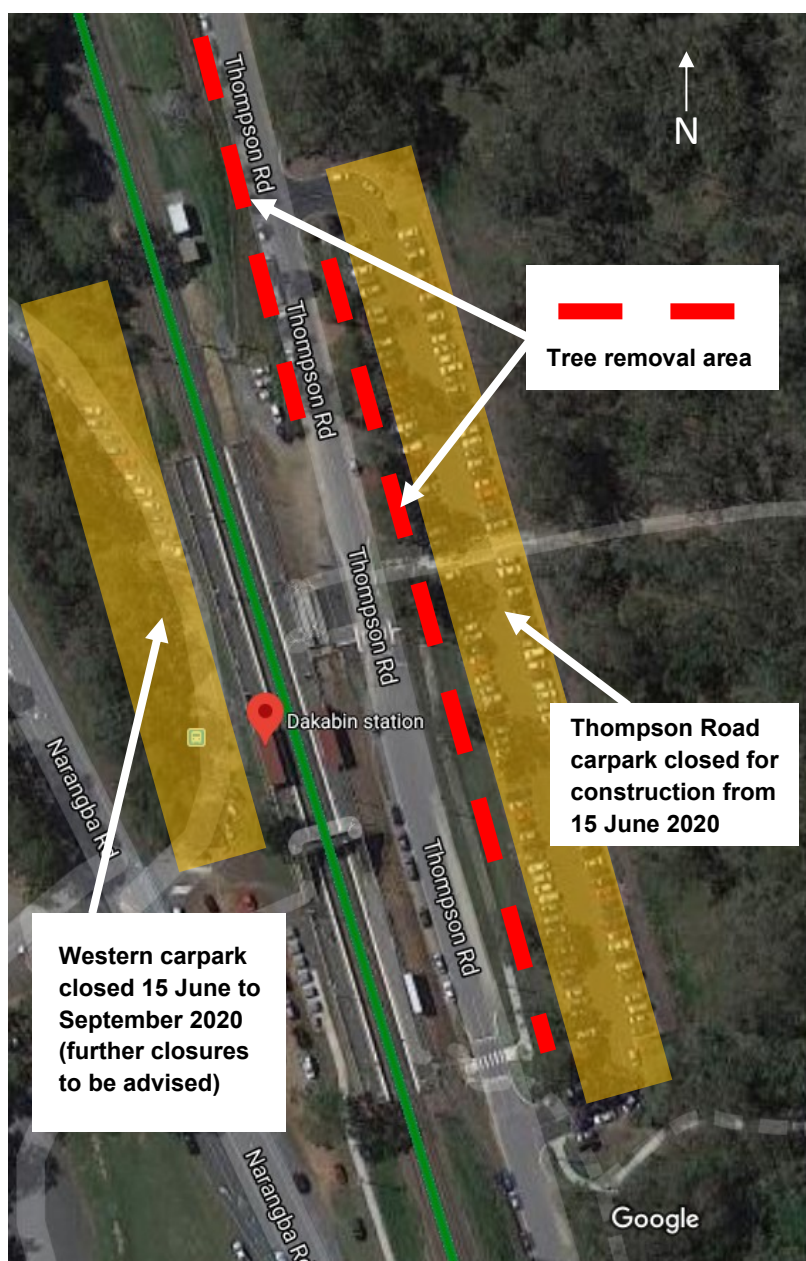 Thompson Rd
N
Thompson Rd
Tree removal area
Thompson Rd
Dakabin station
Narangba Rd
Thompson Road
carpark closed for
construction from
15 June 2020
Thompson Rd
Western carpark
closed 15 June to
September 2020
(further closures
to be advised)
Narangba Rd
Google